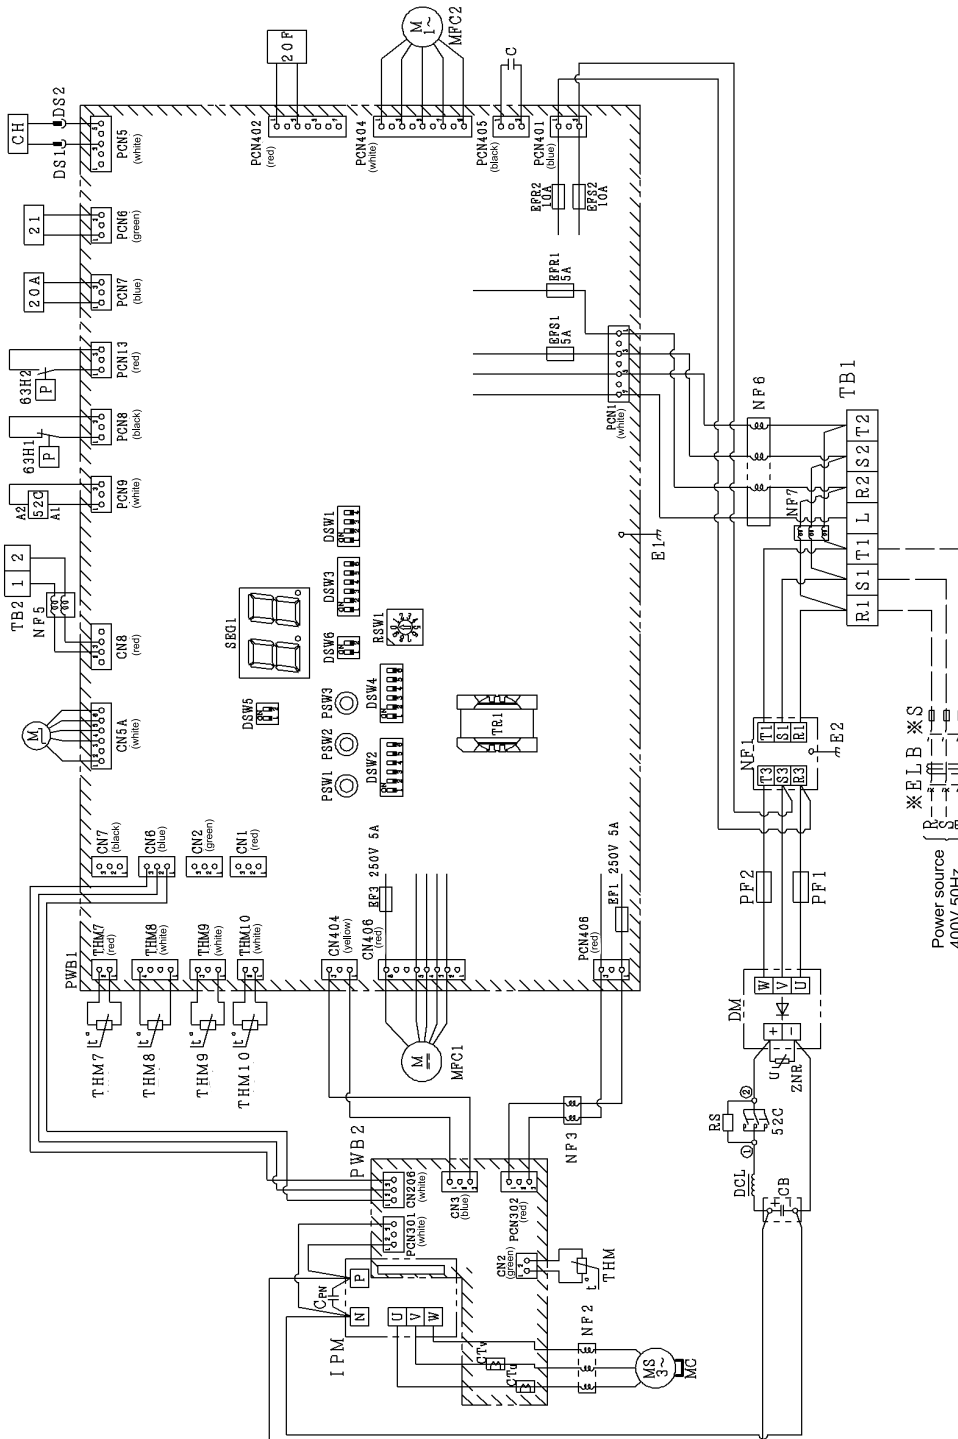 CH
DS1
DS2
PCN5
(white)
21
PCN6
(green)
20A
PCN7
(blue)
63H2
P
PCN13
(red)
63H1
P
PCN8
(black)
A2
52C
A1
PCN9
(white)
TB2
1
2
NF5
CN8
(red)
M
CN5A
(white)
CN7
(black)
CN6
(blue)
CN2
(green)
CN1
(red)
PWB1
THM7
(red)
THM8
(white)
THM9
(white)
THM10
(white)
t°
THM7
t°
THM8
t°
THM9
t°
THM10
20F
PCN402
(red)
M
1~
MFC2
PCN404
(white)
C
PCN405
(black)
PCN401
(blue)
EFR2
10A
EFS2
10A
EFR1
5A
EFS1
5A
PCN1
(white)
SEG1
DSW1
DSW3
DSW6
RSW1
DSW5
PSW1
PSW2
PSW3
DSW4
DSW2
TR1
EF3 250V 5A
CN404
(yellow)
CN406
(red)
EF1 250V 5A
PCN406
(red)
M
MFC1
NF3
PWB2
CN206
(white)
PCN301
(white)
CN3
(blue)
PCN302
(red)
CN2
(green)
t°
THM
IPM
P
N
CPN
U
V
W
CTv
CTu
NF2
MS
3~
MC
E1
NF6
TB1
NF7
R1
S1
T1
L
R2
S2
T2
NF1
T1
S1
R1
T3
S3
R3
E2
PF2
PF1
DM
W
V
U
+
−
U
ZNR
RS
②
52C
①
DCL
+
CB
※ELB
※S
R
S
Power source
400V 50Hz